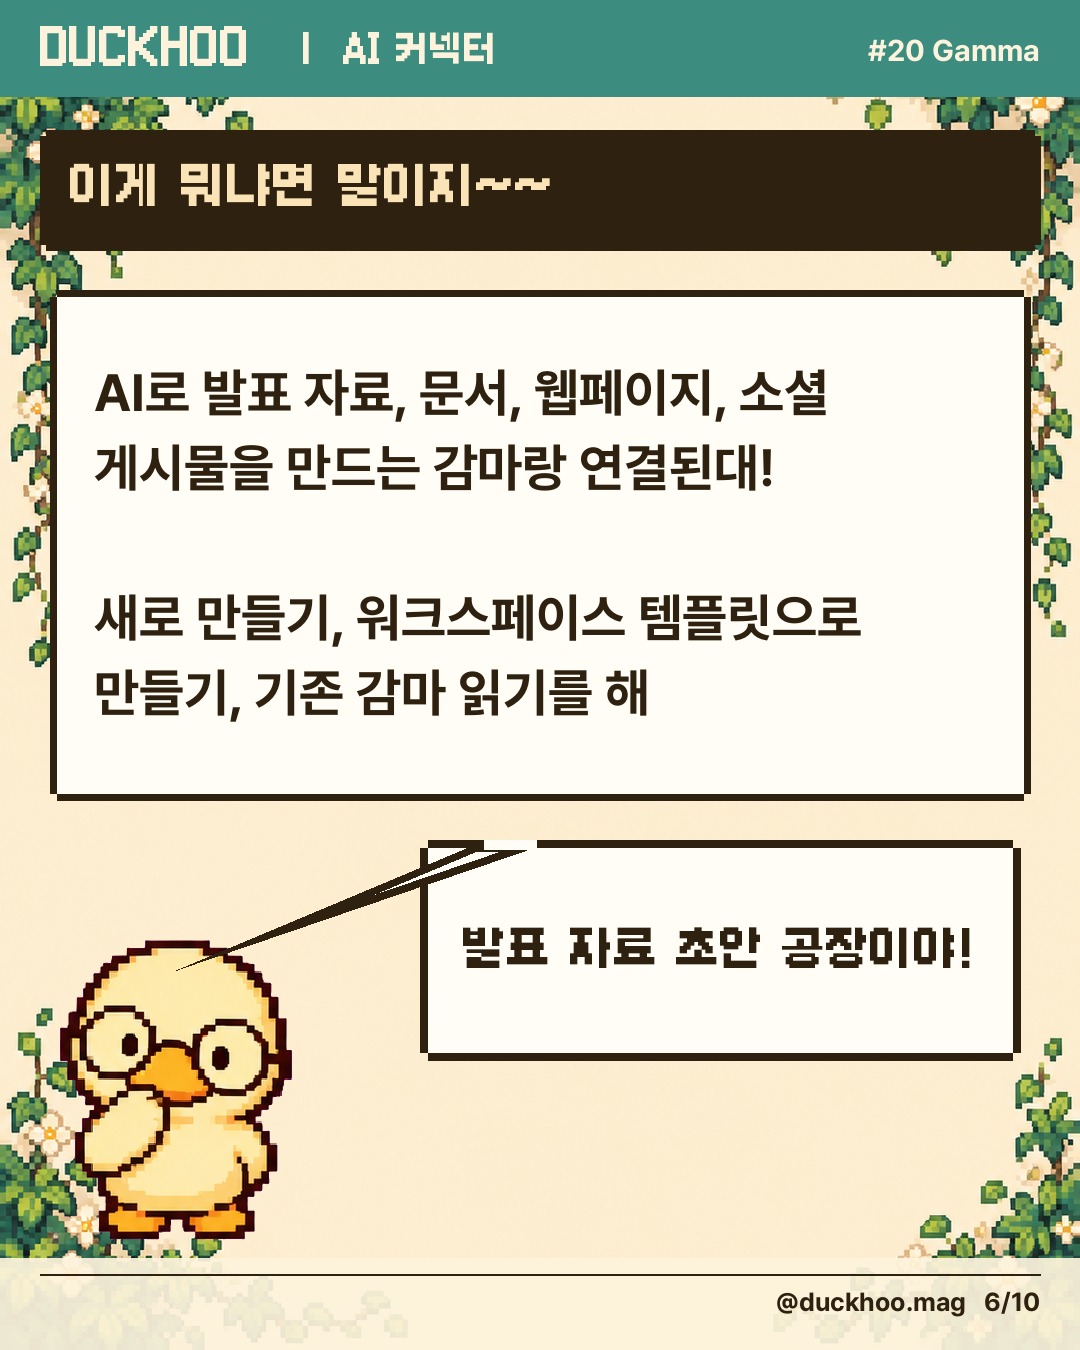 DUCKHOO | AI 커넥터
#20 Gamma
이게 뭐냐면 말이지~~
AI로 발표 자료, 문서, 웹페이지, 소셜
게시물을 만드는 감마랑 연결된대!
새로 만들기, 워크스페이스 템플릿으로
만들기, 기존 감마 읽기를 해
발표 자료 초안 공장이야!
@duckhoo.mag 6/10